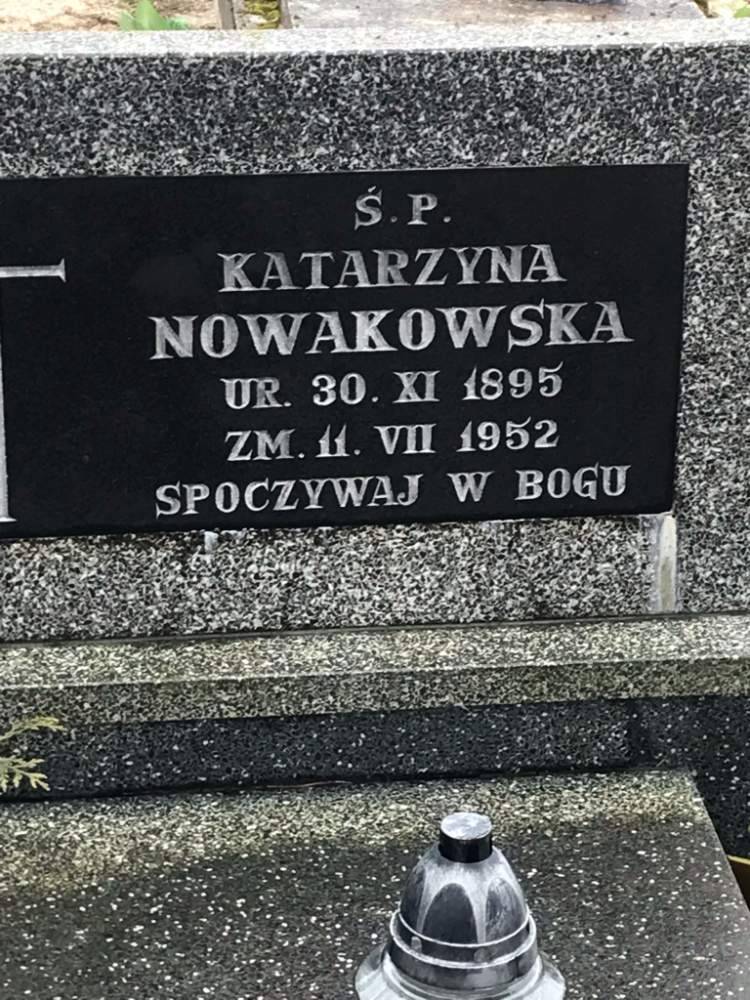 Ś.P.
KATARZYNA
NOWAKOWSKA
UR. 30. XI 1895
ZM. 11. VII 1952
SPOCZYWAJ W BOGU